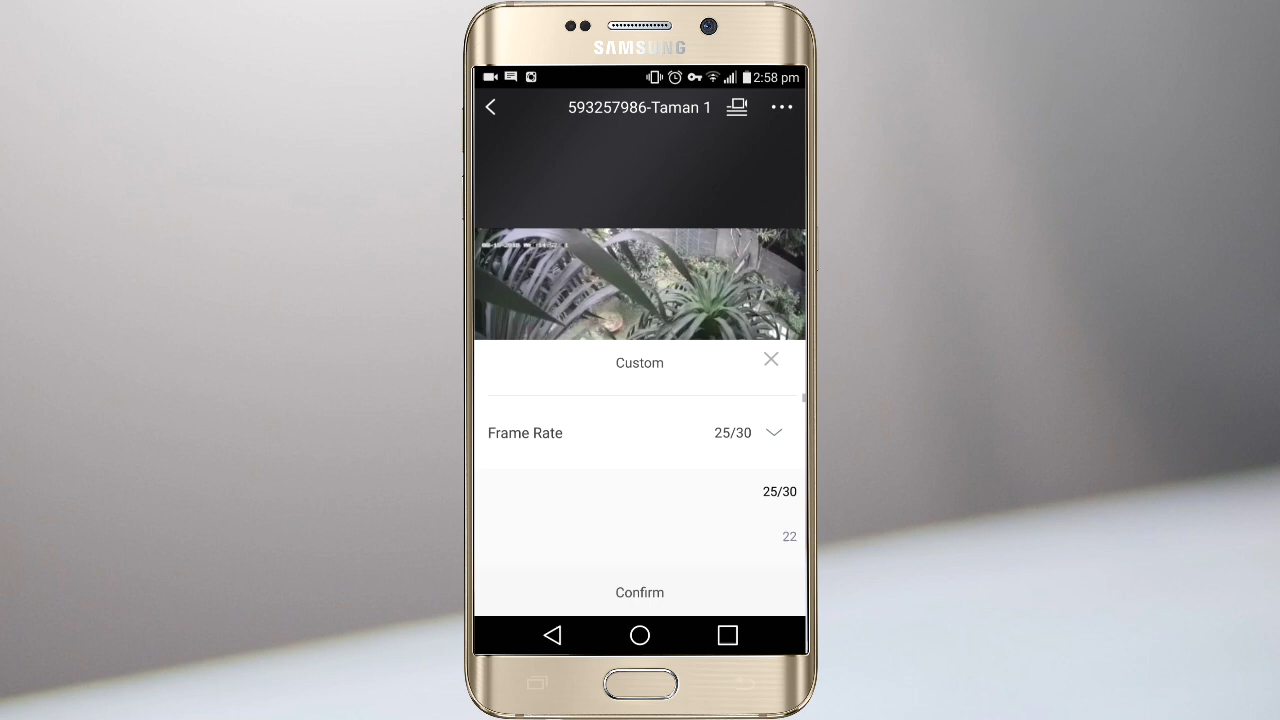 SAMSUNG
2:58 pm
593257986-Taman 1
Custom
Frame Rate 25/30
25/30
22
Confirm